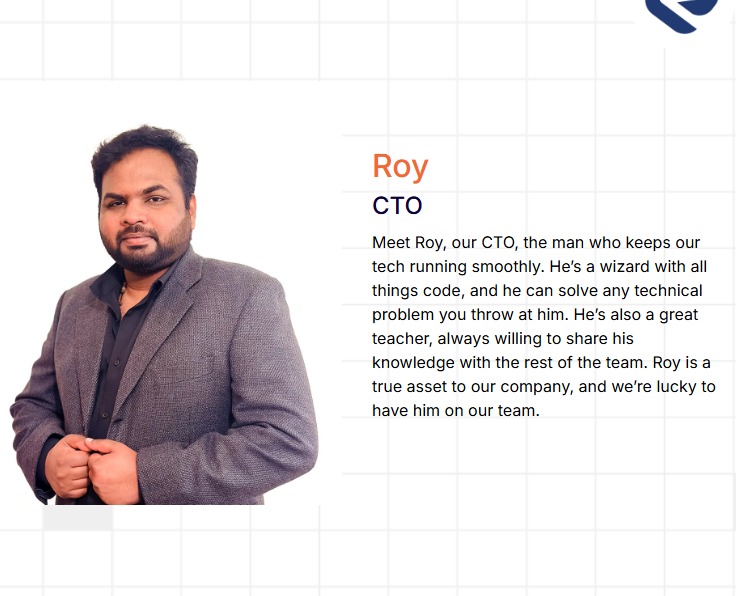 Roy
CTO
Meet Roy, our CTO, the man who keeps our
tech running smoothly. He’s a wizard with all
things code, and he can solve any technical
problem you throw at him. He’s also a great
teacher, always willing to share his
knowledge with the rest of the team. Roy is a
true asset to our company, and we’re lucky to
have him on our team.